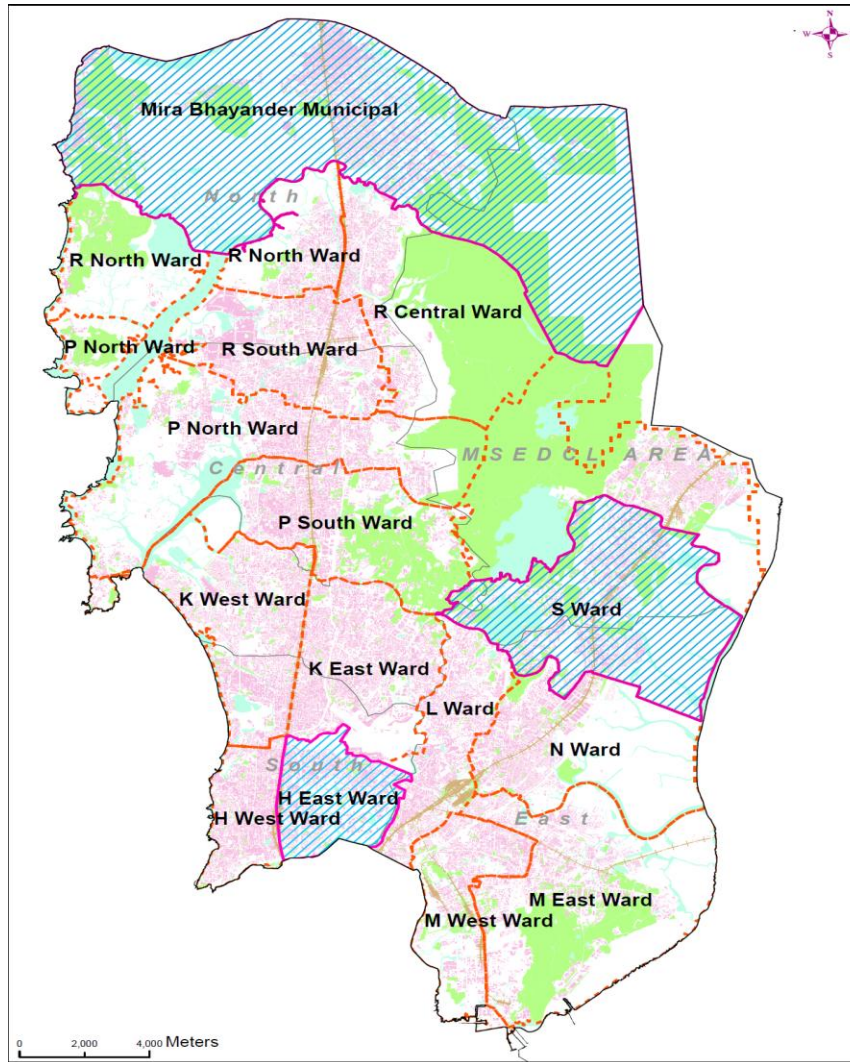 N
W
S
Mira Bhayander Municipal
North
R North Ward
R North Ward
R Central Ward
P North Ward
R South Ward
P North Ward
Central
MSEDCL AREA
P South Ward
K West Ward
S Ward
K East Ward
L Ward
N Ward
South
H East Ward
H West Ward
East
M East Ward
M West Ward
0 2,000 4,000 Meters